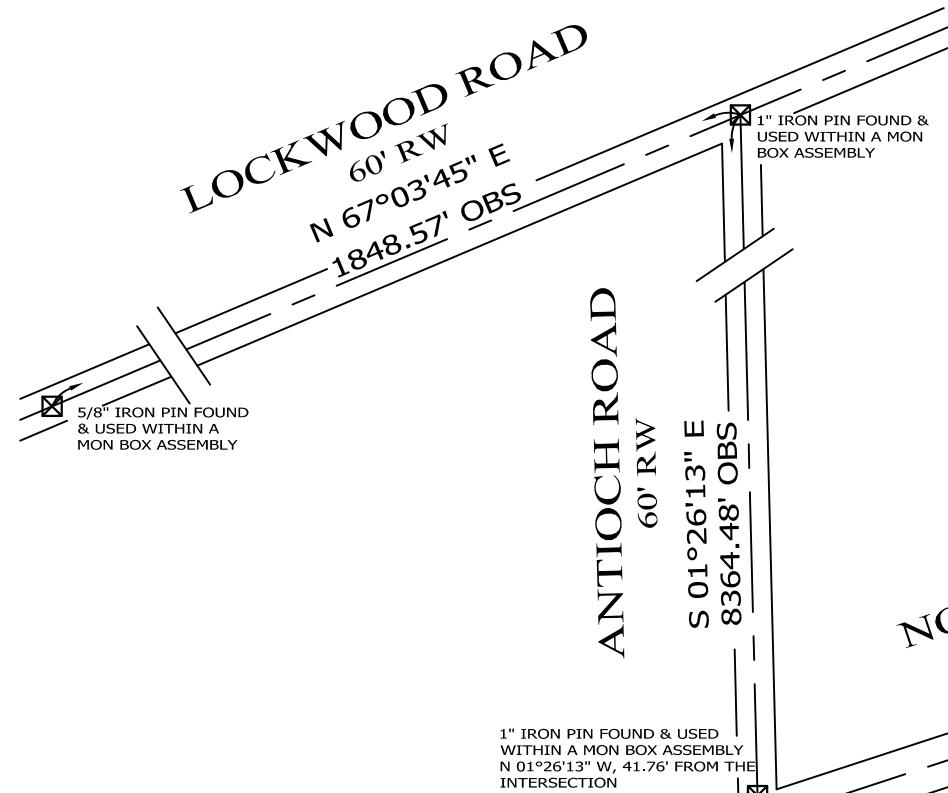 LOCKWOOD ROAD
60' RW
N 67°03'45" E
1848.57' OBS
1" IRON PIN FOUND &
USED WITHIN A MON
BOX ASSEMBLY
5/8" IRON PIN FOUND
& USED WITHIN A
MON BOX ASSEMBLY
ANTIOCH ROAD
60' RW
S 01°26'13" E
8364.48' OBS
1" IRON PIN FOUND & USED
WITHIN A MON BOX ASSEMBLY
N 01°26'13" W, 41.76' FROM THE
INTERSECTION